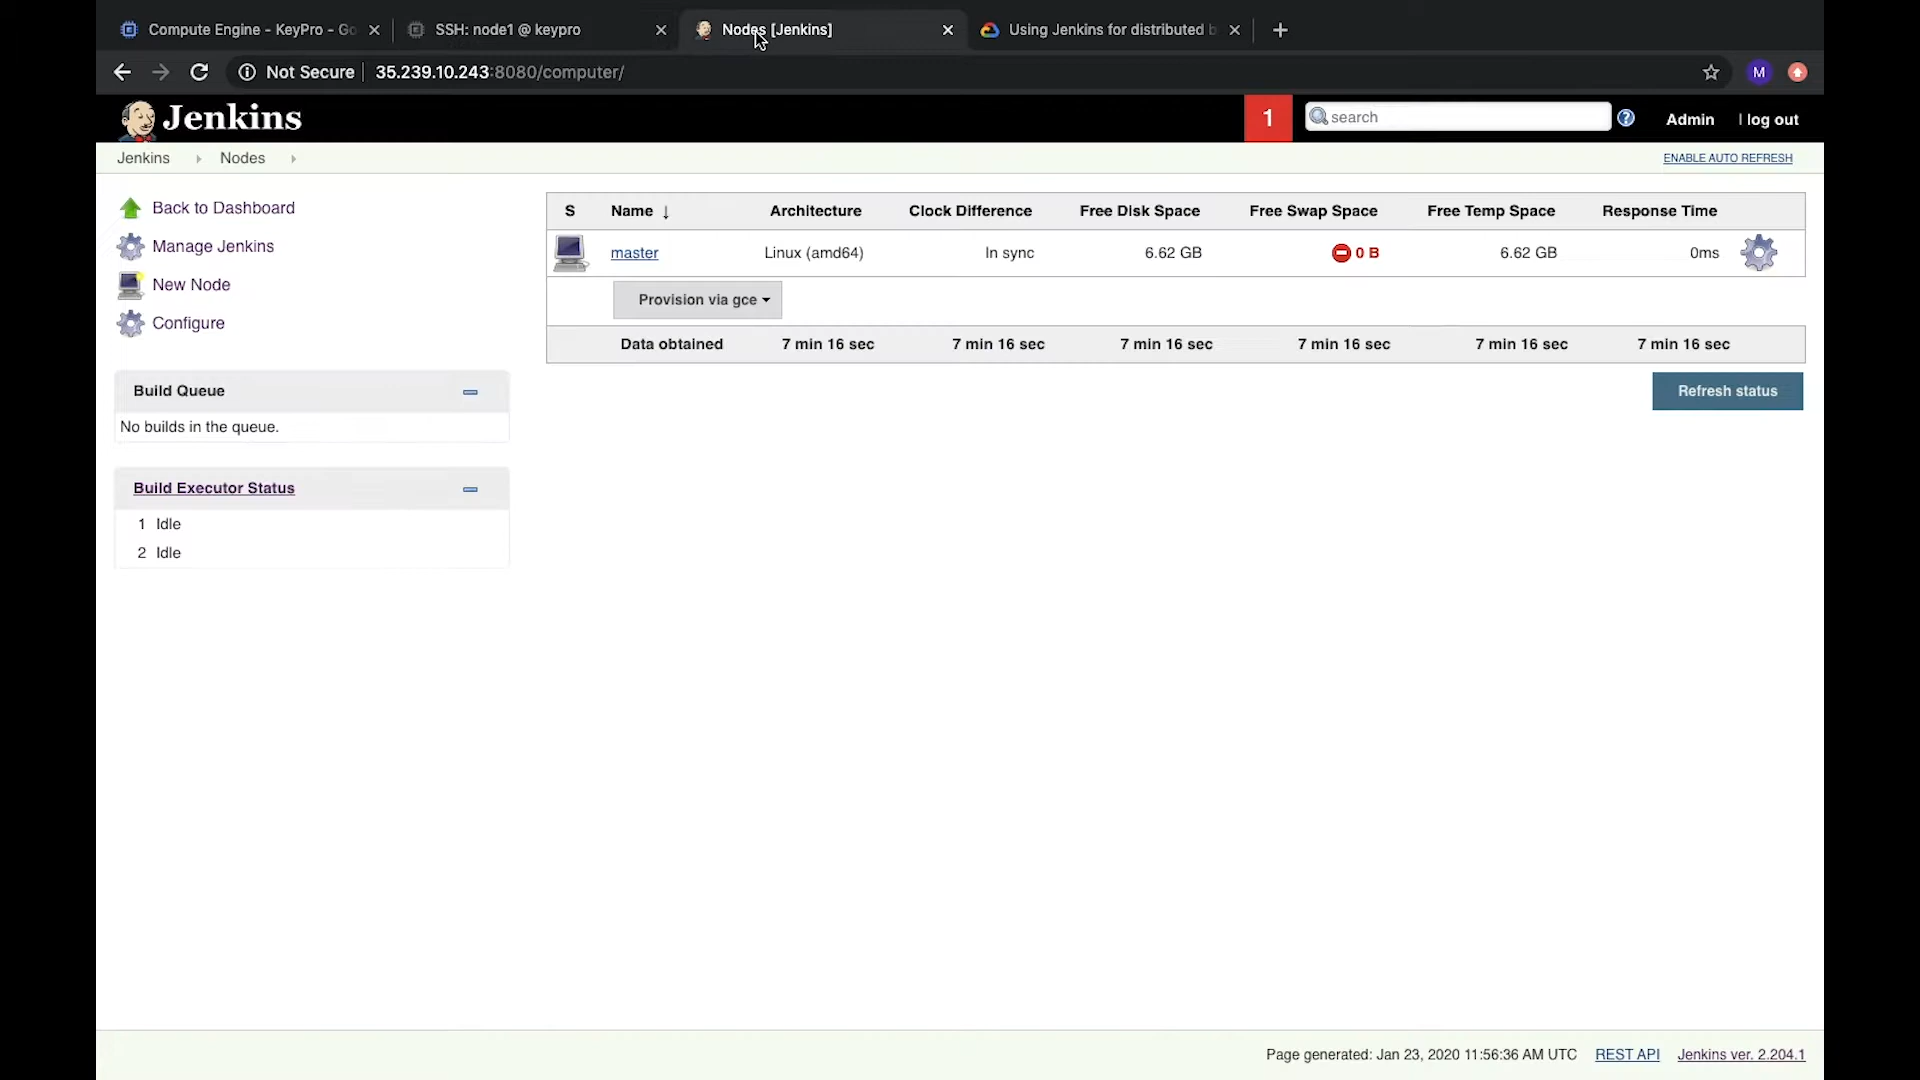 Compute Engine - KeyPro - Go
SSH: node1 @ keypro
Nodes [Jenkins]
Using Jenkins for distributed b
Not Secure
35.239.10.243:8080/computer/
M
Jenkins
1
search
Admin
| log out
Jenkins
Nodes
ENABLE AUTO REFRESH
Back to Dashboard
Manage Jenkins
New Node
Configure
Build Queue
No builds in the queue.
Build Executor Status
1 Idle
2 Idle
S Name ↓ Architecture Clock Difference Free Disk Space Free Swap Space Free Temp Space Response Time
master Linux (amd64) In sync 6.62 GB 0 B 6.62 GB 0ms
Provision via gce
Data obtained 7 min 16 sec 7 min 16 sec 7 min 16 sec 7 min 16 sec 7 min 16 sec 7 min 16 sec
Refresh status
Page generated: Jan 23, 2020 11:56:36 AM UTC REST API Jenkins ver. 2.204.1